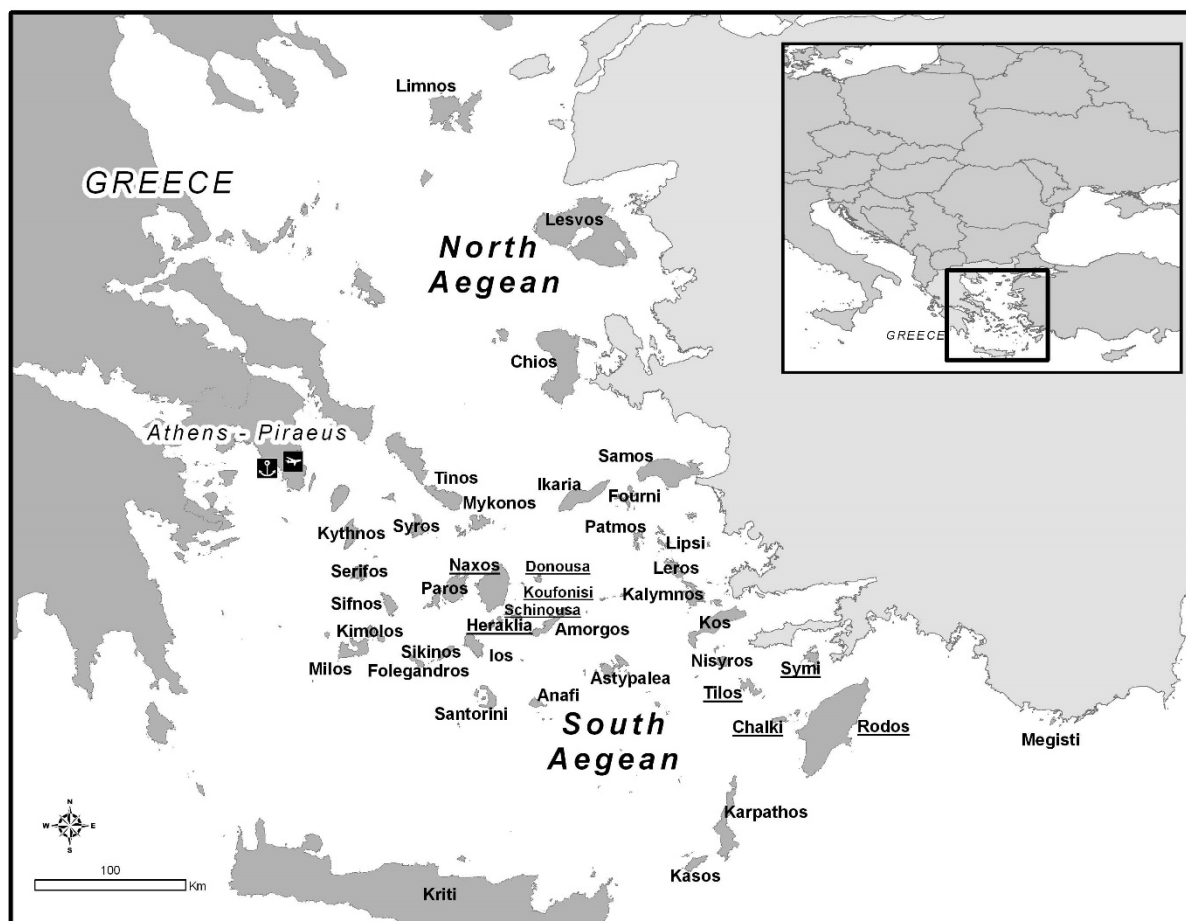 Limnos
GREECE
Lesvos
North
Aegean
GREECE
Chios
Athens - Piraeus
Samos
Tinos
Ikaria
Mykonos
Fourni
Kythnos
Syros
Patmos
Lipsi
Serifos
Naxos
Donousa
Leros
Paros
Koufonisi
Kalymnos
Sifnos
Schinousa
Kimolos
Heraklia
Amorgos
Kos
Sikinos
Ios
Milos
Folegandros
Nisyros
Symi
Astypalea
Tilos
Anafi
Santorini
South
Aegean
Chalki
Rodos
Megisti
N
W E
S
Karpathos
100
Km
Kasos
Kriti